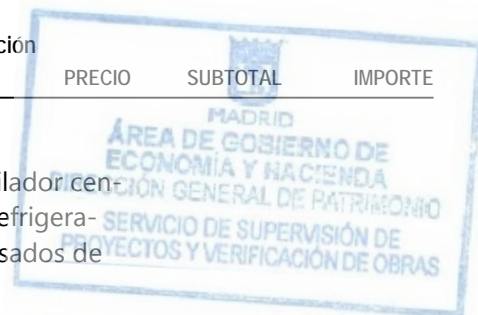 ción
PRECIO SUBTOTAL IMPORTE
MADRID
ÁREA DE GOBIERNO DE
ECONOMÍA Y HACIENDA
DIRECCIÓN GENERAL DE PATRIMONIO
SERVICIO DE SUPERVISIÓN DE
PROYECTOS Y VERIFICACIÓN DE OBRAS
ilador cen-
efrigera-
sados de